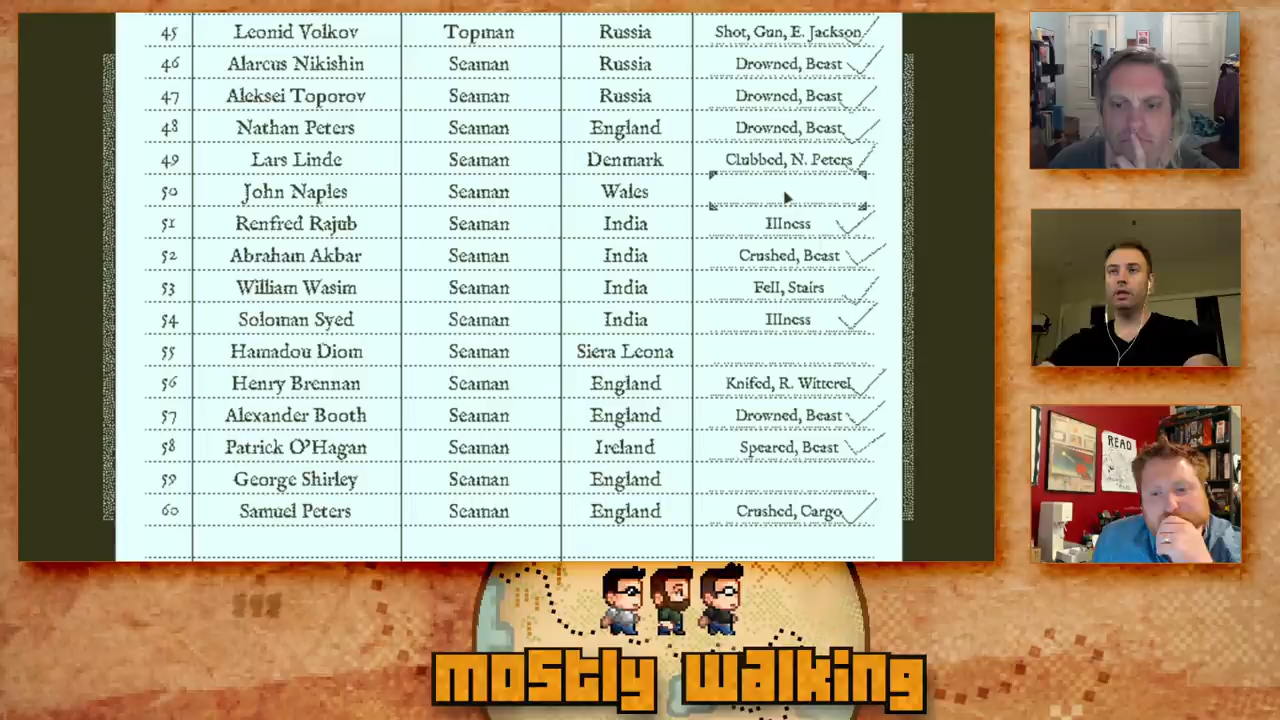 45 Leonid Volkov Topman Russia Shot, Gun, E. Jackson
46 Alarcus Nikishin Seaman Russia Drowned, Beast
47 Aleksei Toporov Seaman Russia Drowned, Beast
48 Nathan Peters Seaman England Drowned, Beast
49 Lars Linde Seaman Denmark Clubbed, N. Peters
50 John Naples Seaman Wales
51 Renfred Rajub Seaman India Illness
52 Abraham Akbar Seaman India Crushed, Beast
53 William Wasim Seaman India Fell, Stairs
54 Soloman Syed Seaman India Illness
55 Hamadou Diom Seaman Siera Leona
56 Henry Brennan Seaman England Knifed, R. Witterel
57 Alexander Booth Seaman England Drowned, Beast
58 Patrick O'Hagan Seaman Ireland Speared, Beast
59 George Shirley Seaman England
60 Samuel Peters Seaman England Crushed, Cargo
READ
mostly walking